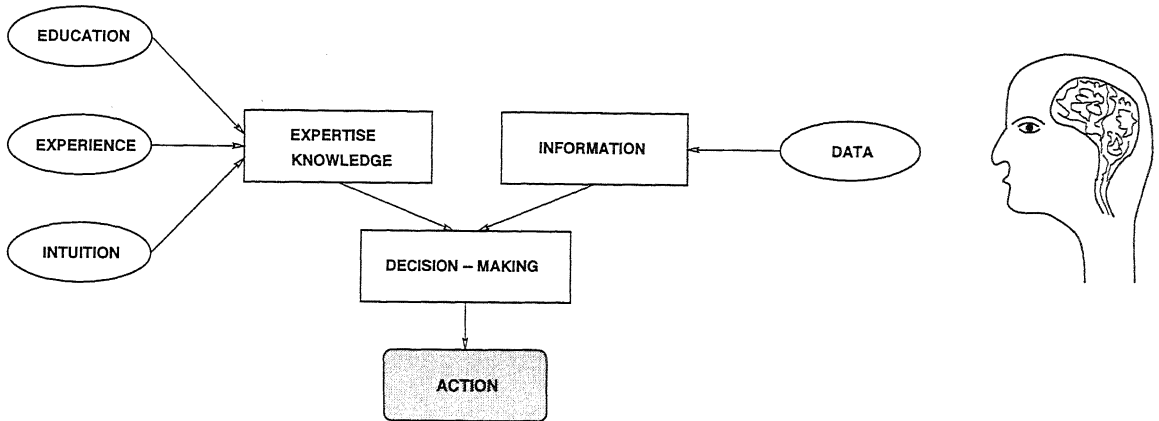 EDUCATION
EXPERIENCE
INTUITION
EXPERTISE
KNOWLEDGE
INFORMATION
DATA
DECISION – MAKING
ACTION